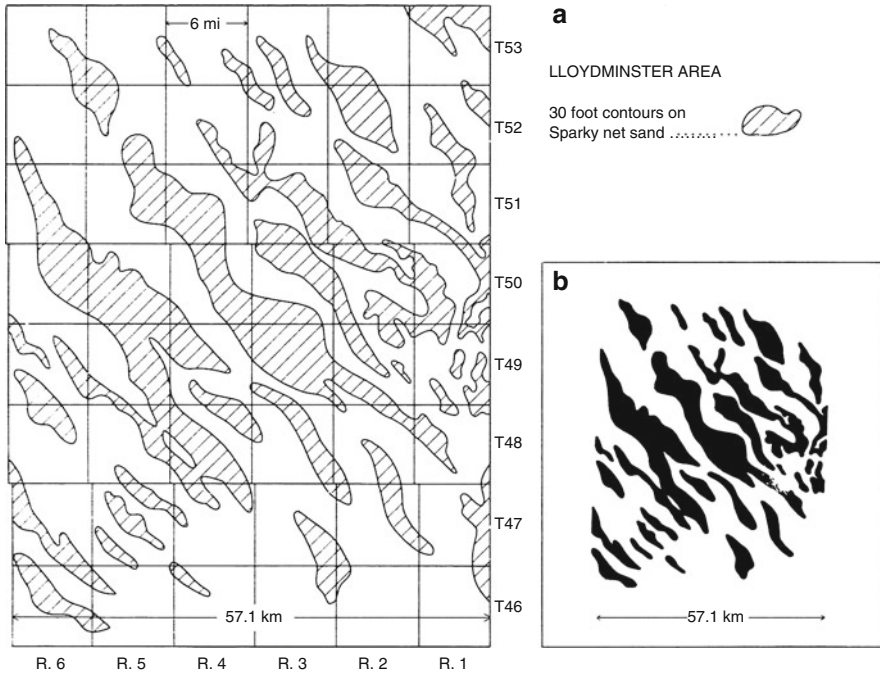 6 mi
T53
T52
T51
T50
T49
T48
T47
T46
57.1 km
R. 6 R. 5 R. 4 R. 3 R. 2 R. 1
a
LLOYDMINSTER AREA
30 foot contours on
Sparky net sand ..................
b
57.1 km